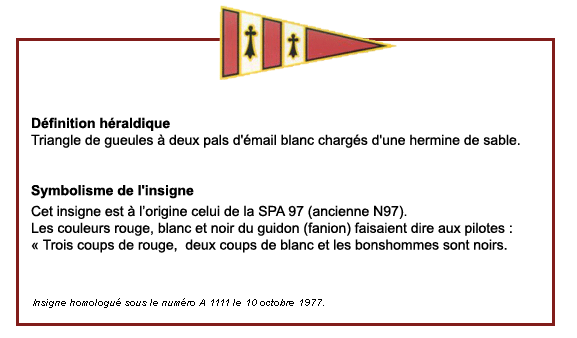 Définition héraldique
Triangle de gueules à deux pals d'émail blanc chargés d'une hermine de sable.
Symbolisme de l'insigne
Cet insigne est à l'origine celui de la SPA 97 (ancienne N97).
Les couleurs rouge, blanc et noir du guidon (fanion) faisaient dire aux pilotes :
« Trois coups de rouge, deux coups de blanc et les bonshommes sont noirs.
Insigne homologué sous le numéro A 1111 le 10 octobre 1977.